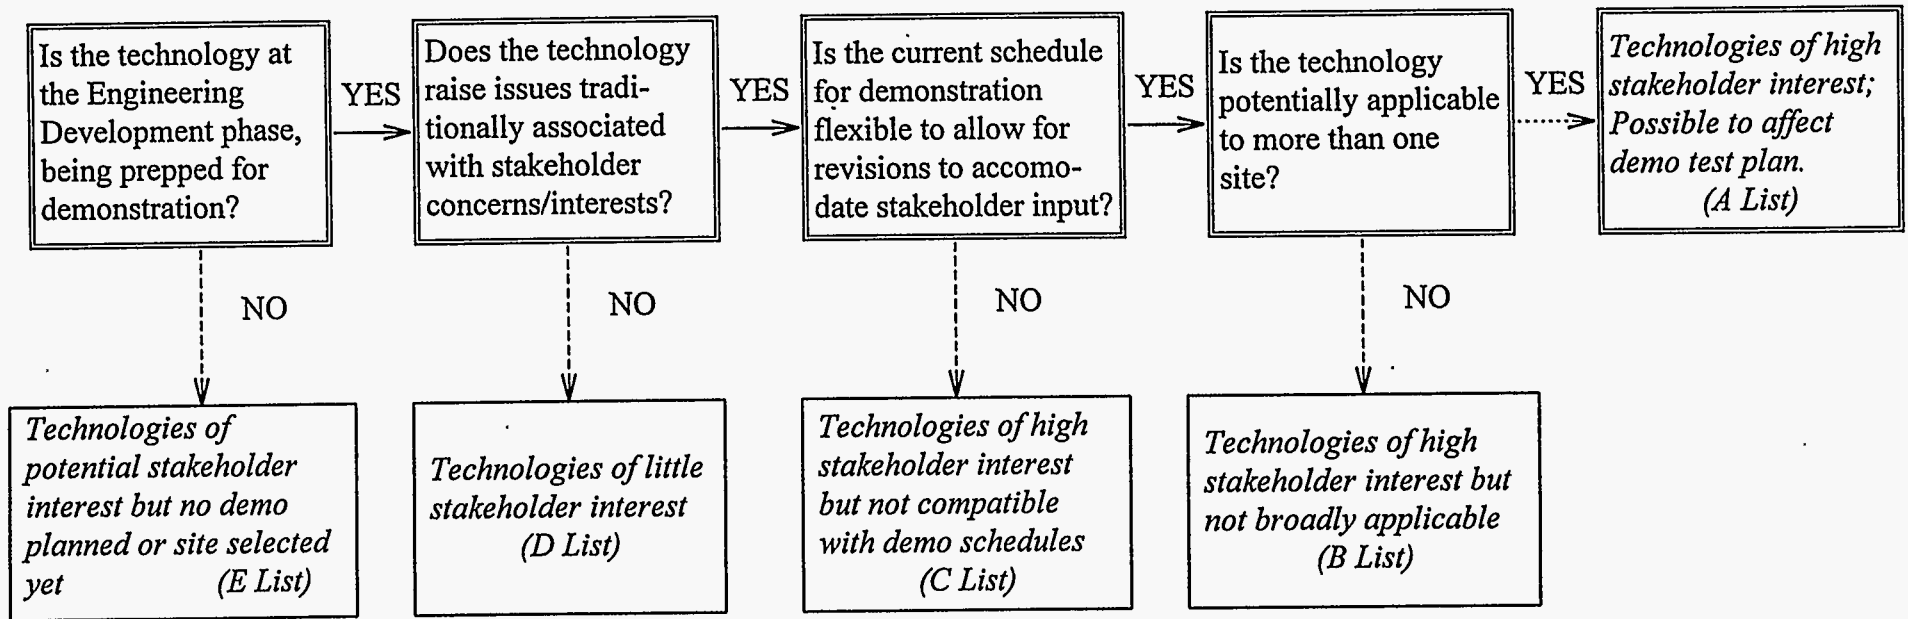 Is the technology at
the Engineering
Development phase,
being prepped for
demonstration?
YES
Does the technology
raise issues tradi-
tionally associated
with stakeholder
concerns/interests?
YES
Is the current schedule
for demonstration
flexible to allow for
revisions to accomo-
date stakeholder input?
YES
Is the technology
potentially applicable
to more than one
site?
YES
Technologies of high
stakeholder interest;
Possible to affect
demo test plan.
(A List)
NO
NO
NO
NO
Technologies of
potential stakeholder
interest but no demo
planned or site selected
yet (E List)
Technologies of little
stakeholder interest
(D List)
Technologies of high
stakeholder interest
but not compatible
with demo schedules
(C List)
Technologies of high
stakeholder interest but
not broadly applicable
(B List)